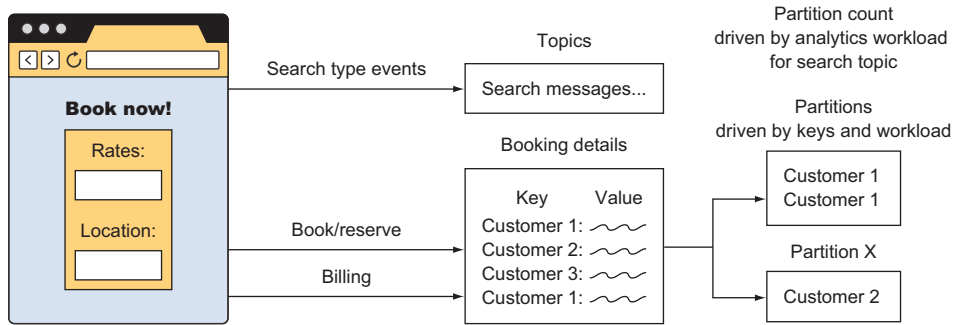 Book now!
Rates:
Location:
Search type events
Book/reserve
Billing
Topics
Search messages...
Booking details
Key Value
Customer 1:
Customer 2:
Customer 3:
Customer 1:
Partition count
driven by analytics workload
for search topic
Partitions
driven by keys and workload
Customer 1
Customer 1
Partition X
Customer 2